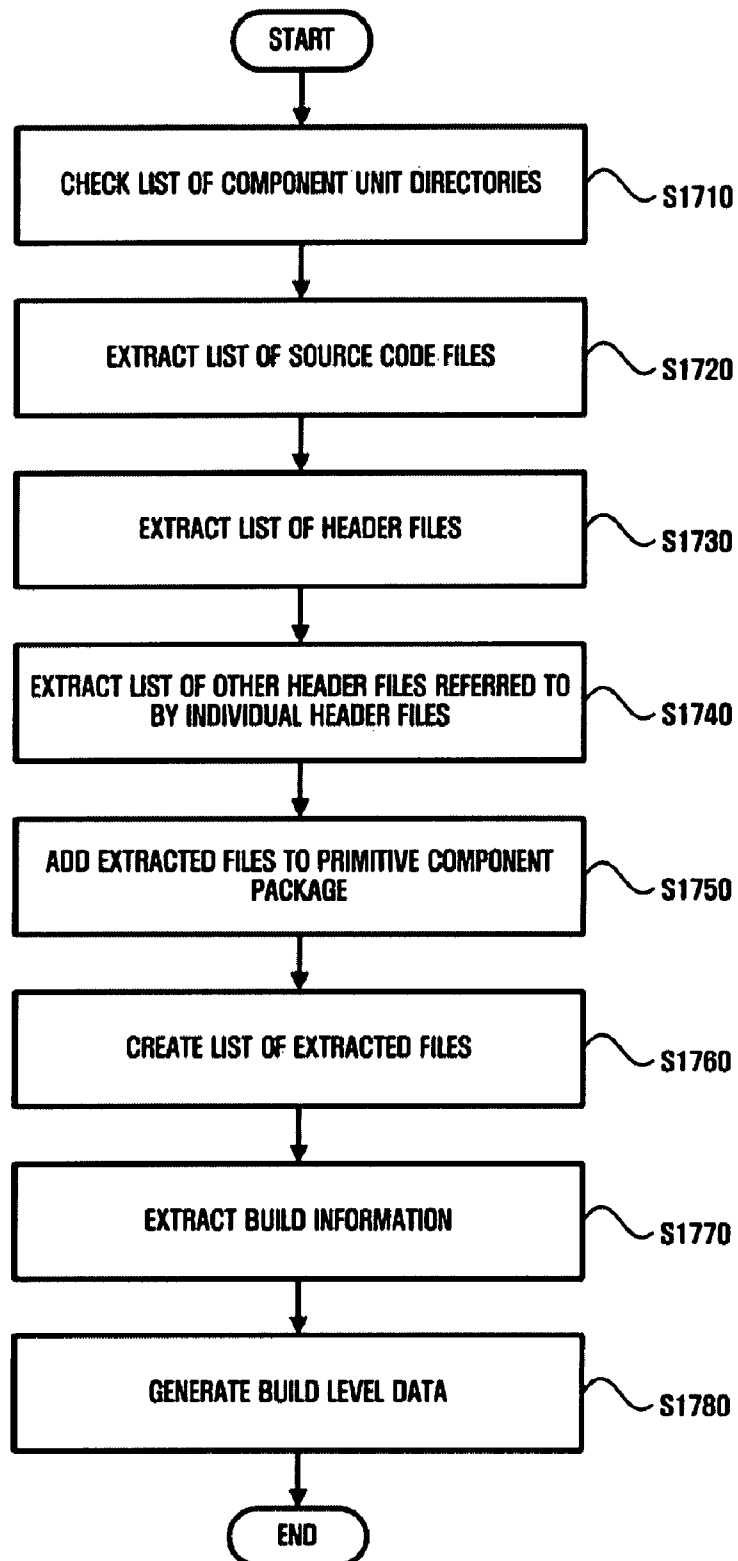 START
CHECK LIST OF COMPONENT UNIT DIRECTORIES
S1710
EXTRACT LIST OF SOURCE CODE FILES
S1720
EXTRACT LIST OF HEADER FILES
S1730
EXTRACT LIST OF OTHER HEADER FILES REFERRED TO
BY INDIVIDUAL HEADER FILES
S1740
ADD EXTRACTED FILES TO PRIMITIVE COMPONENT
PACKAGE
S1750
CREATE LIST OF EXTRACTED FILES
S1760
EXTRACT BUILD INFORMATION
S1770
GENERATE BUILD LEVEL DATA
S1780
END